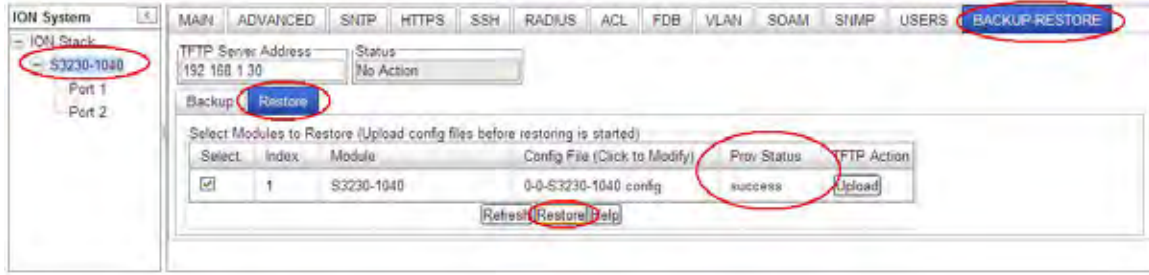 ION System
ION Stack
S3230-1040
Port 1
Port 2
MAIN ADVANCED SNTP HTTPS SSH RADIUS ACL FDB VLAN SOAM SNMP USERS BACKUP-RESTORE
TFTP Server Address Status
192.168.1.30 No Action
Backup Restore
Select Modules to Restore (Upload config files before restoring is started)
Select Index Module Config File (Click to Modify) Prov Status TFTP Action
1 S3230-1040 0-0-S3230-1040.config success Upload
Refresh Restore Help